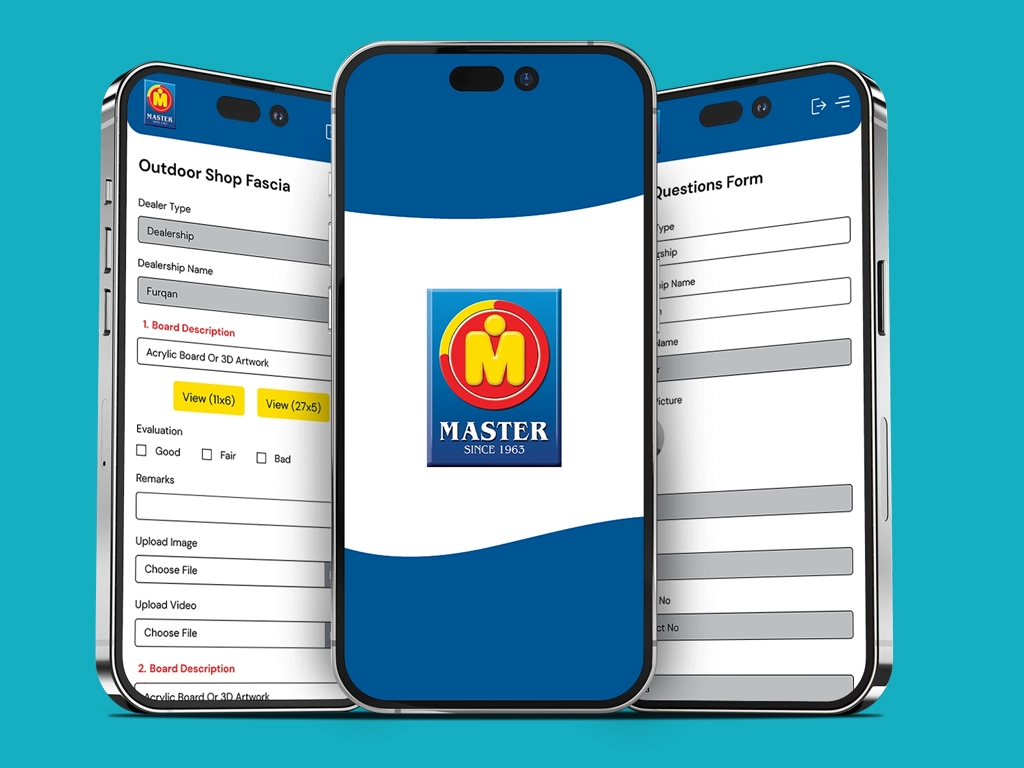 MASTER
Outdoor Shop Fascia
Dealer Type
Dealership
Dealership Name
Furqan
1. Board Description
Acrylic Board Or 3D Artwork
View (11x6)
View (27x5)
Evaluation
Good
Fair
Bad
Remarks
Upload Image
Choose File
Upload Video
Choose File
2. Board Description
Acrylic Board Or 3D Artwork
M
MASTER
SINCE 1963
Questions Form
Type
rship
hip Name
Name
Picture
No
ct No